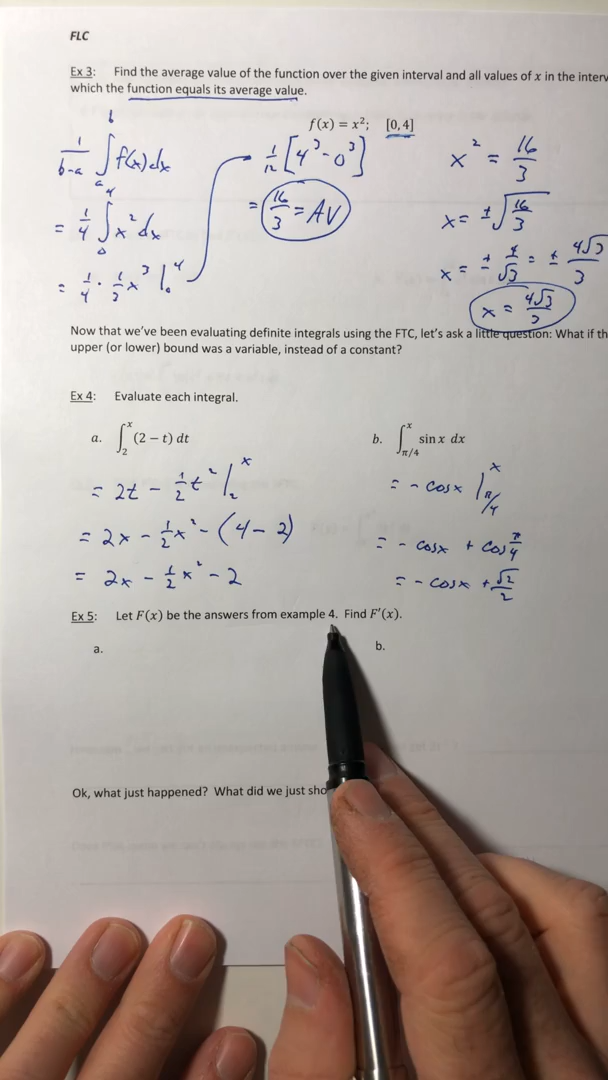 FLC
Ex 3: Find the average value of the function over the given interval and all values of x in the interv
which the function equals its average value.
f(x) = x²; [0,4]
1/(b-a) ∫_a^b f(x)dx
= 1/4 ∫_0^4 x² dx
= 1/4 · 1/3 x³ |_0^4
1/12 [4³ - 0³]
= 16/3 = AV
x² = 16/3
x = ± √(16/3)
x = ± 4/√3 = ± 4√3/3
x = 4√3/3
Now that we've been evaluating definite integrals using the FTC, let's ask a little question: What if th
upper (or lower) bound was a variable, instead of a constant?
Ex 4: Evaluate each integral.
a. ∫_2^x (2 − t) dt
= 2t - 1/2 t² |_2^x
= 2x - 1/2 x² - (4 - 2)
= 2x - 1/2 x² - 2
b. ∫_{π/4}^x sin x dx
= - cosx |_{π/4}^x
= - cosx + cos π/4
= - cosx + √2/2
Ex 5: Let F(x) be the answers from example 4. Find F′(x).
a.
b.
Ok, what just happened? What did we just sho